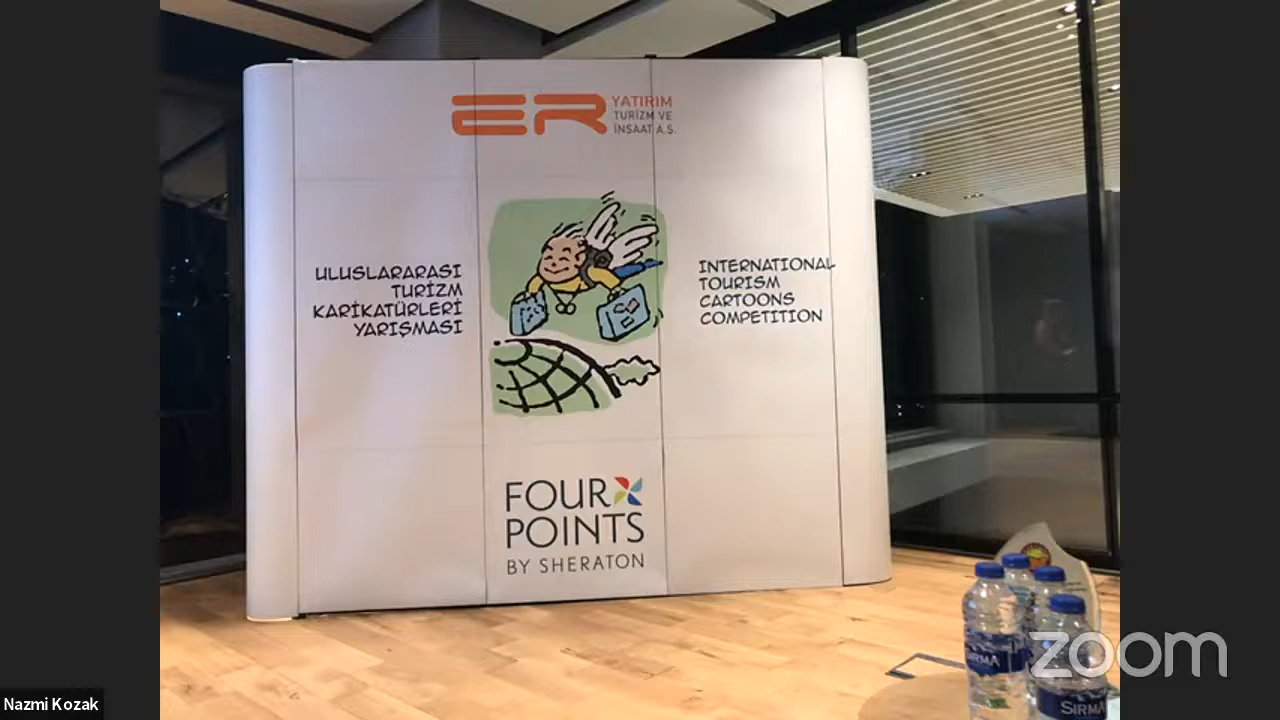 ER YATIRIM
TURİZM VE
İNŞAAT A.Ş.
ULUSLARARASI
TURİZM
KARİKATÜRLERİ
YARIŞMASI
INTERNATIONAL
TOURISM
CARTOONS
COMPETITION
FOUR
POINTS
BY SHERATON
SIRMA
SIRMA
zoom
Nazmi Kozak